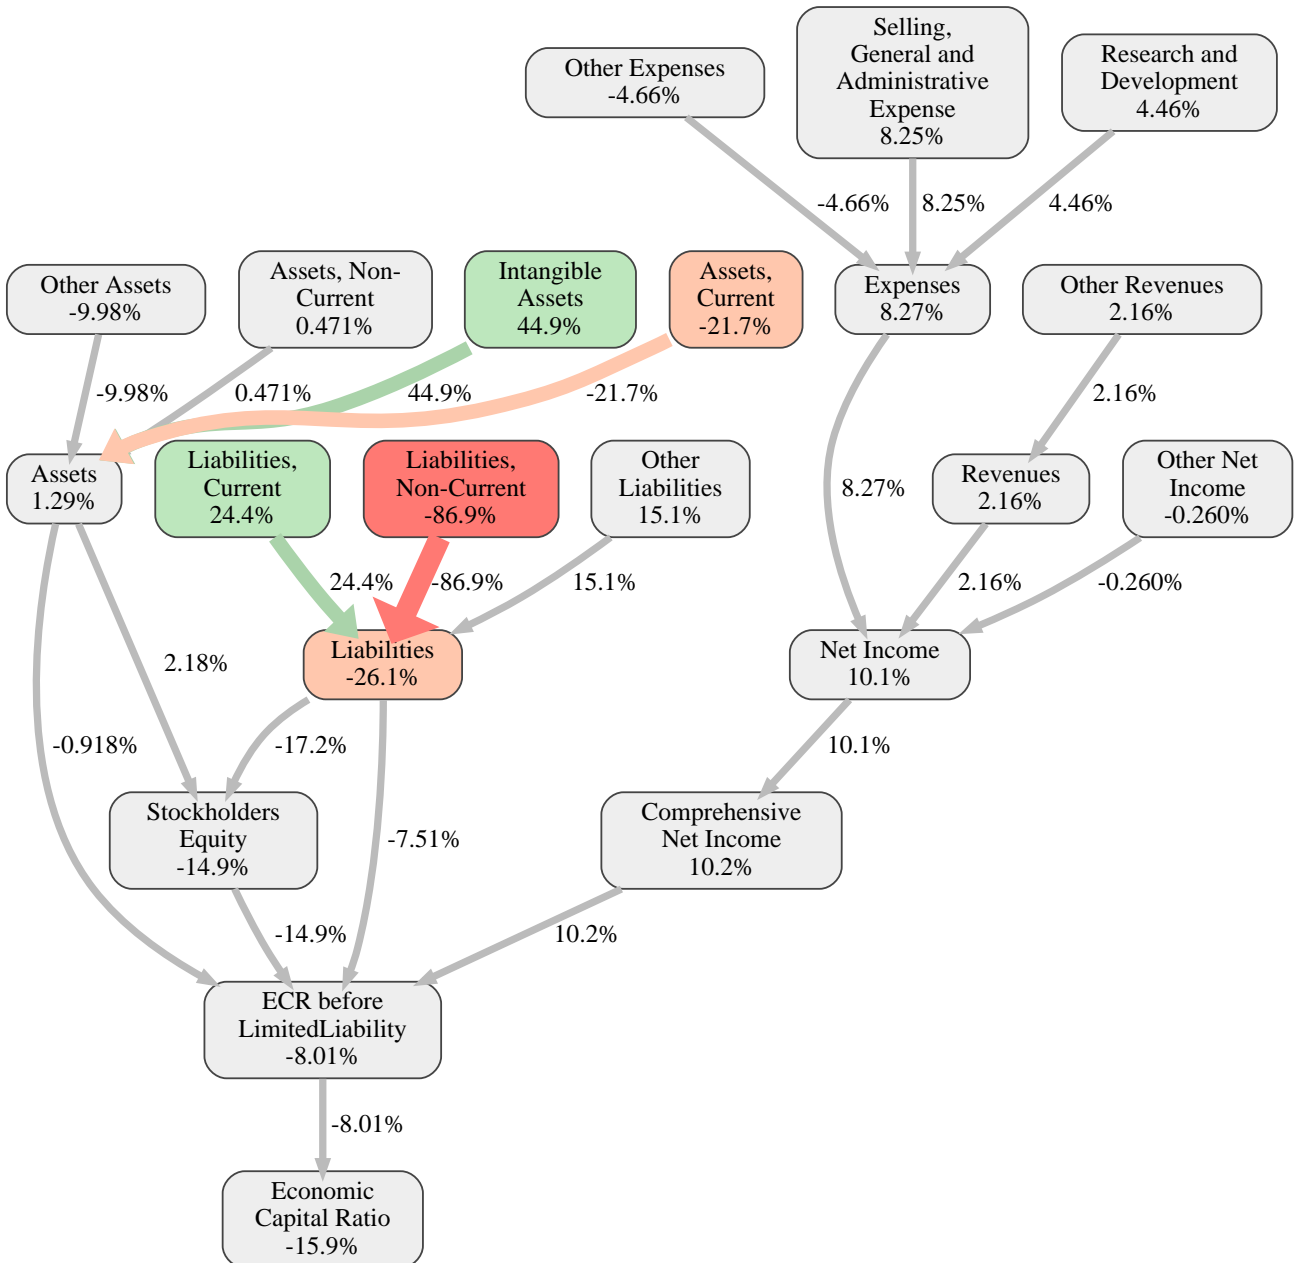 Selling,
General and
Administrative
Expense
8.25%
Other Expenses
-4.66%
Research and
Development
4.46%
-4.66%
8.25%
4.46%
Other Assets
-9.98%
Assets, Non-
Current
0.471%
Intangible
Assets
44.9%
Assets,
Current
-21.7%
Expenses
8.27%
Other Revenues
2.16%
-9.98%
0.471%
44.9%
-21.7%
2.16%
Assets
1.29%
Liabilities,
Current
24.4%
Liabilities,
Non-Current
-86.9%
Other
Liabilities
15.1%
8.27%
Revenues
2.16%
Other Net
Income
-0.260%
24.4%
-86.9%
15.1%
2.16%
-0.260%
2.18%
Liabilities
-26.1%
Net Income
10.1%
-0.918%
-17.2%
10.1%
Stockholders
Equity
-14.9%
-7.51%
Comprehensive
Net Income
10.2%
-14.9%
10.2%
ECR before
LimitedLiability
-8.01%
-8.01%
Economic
Capital Ratio
-15.9%